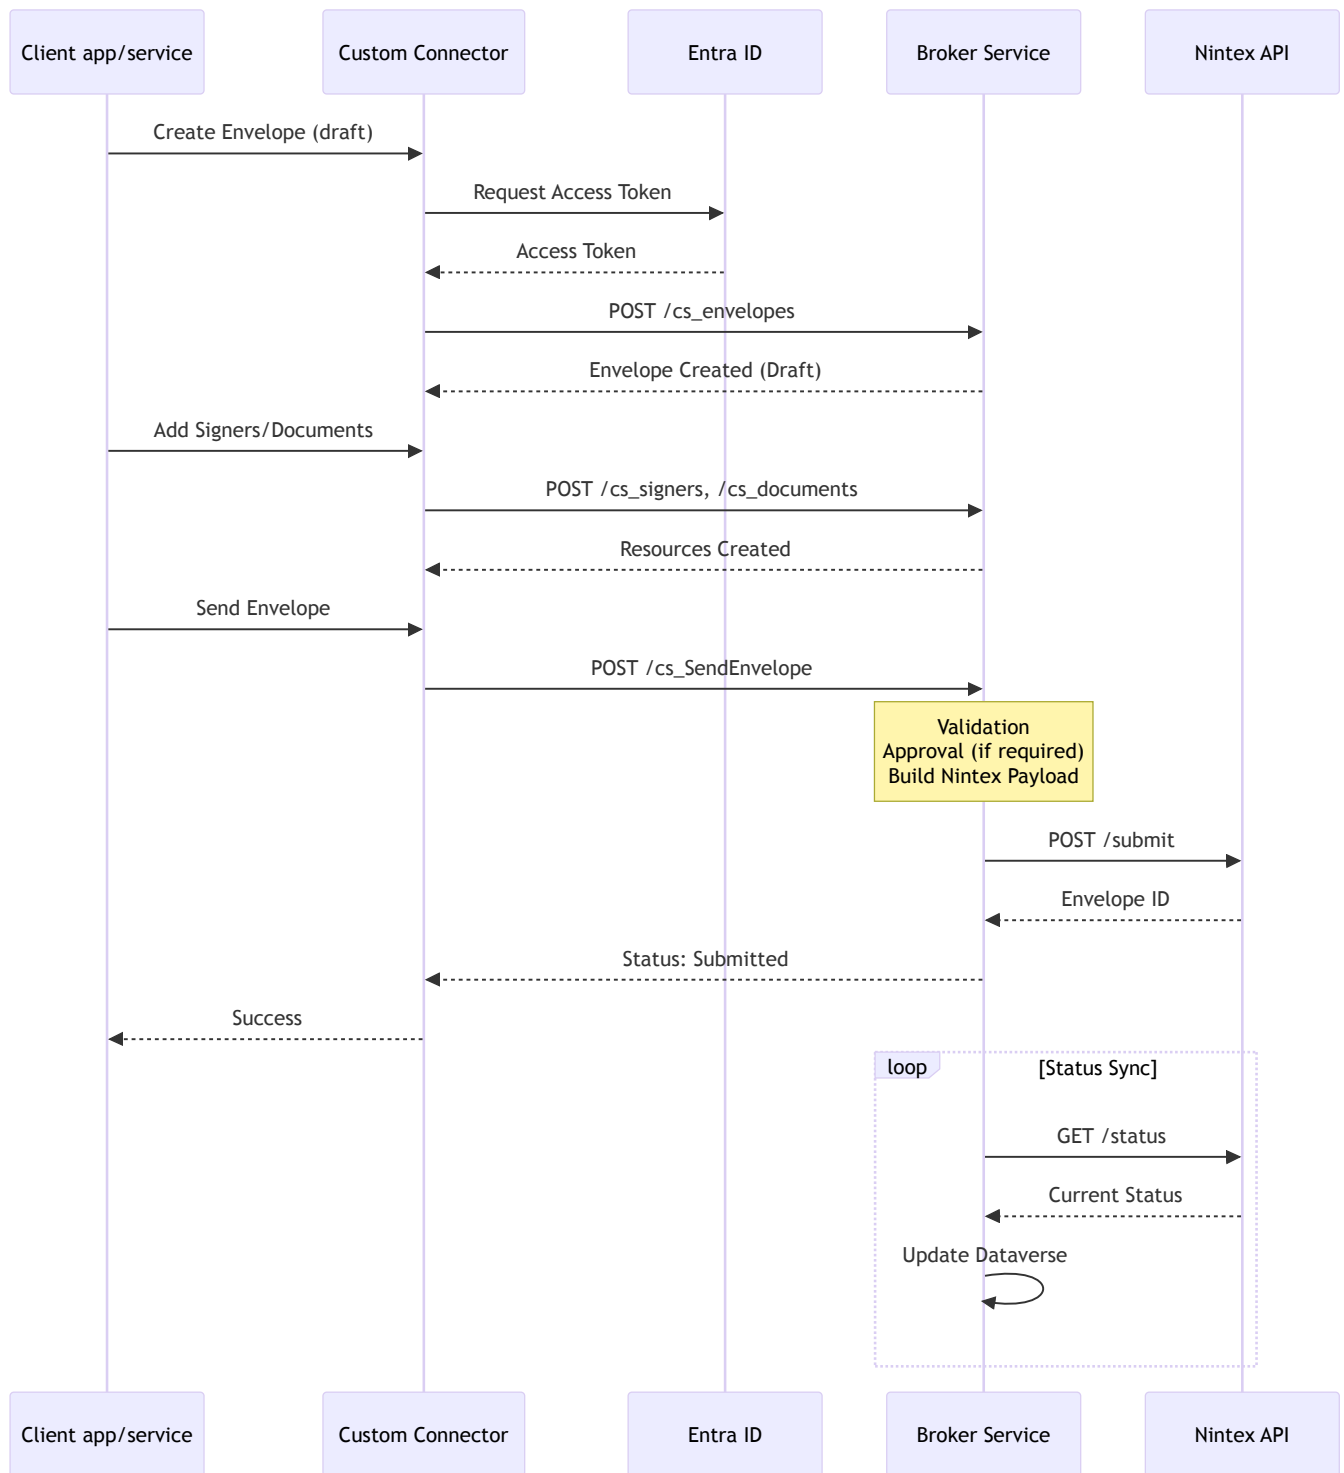 Client app/service
Custom Connector
Entra ID
Broker Service
Nintex API
Create Envelope (draft)
Request Access Token
Access Token
POST /cs_envelopes
Envelope Created (Draft)
Add Signers/Documents
POST /cs_signers, /cs_documents
Resources Created
Send Envelope
POST /cs_SendEnvelope
Validation
Approval (if required)
Build Nintex Payload
POST /submit
Envelope ID
Status: Submitted
Success
loop
[Status Sync]
GET /status
Current Status
Update Dataverse
Client app/service
Custom Connector
Entra ID
Broker Service
Nintex API